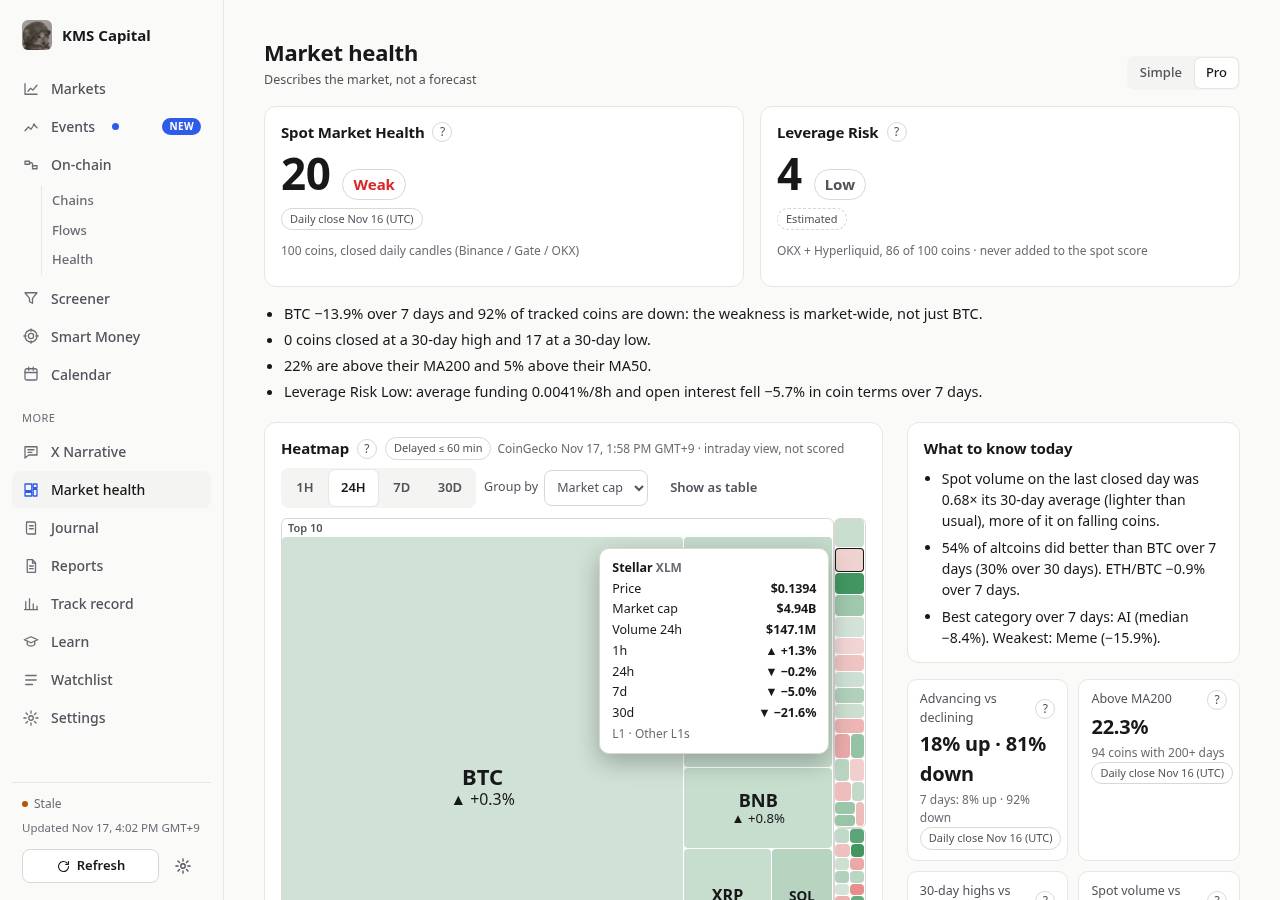 KMS Capital
Markets
Events
NEW
On-chain
Chains
Flows
Health
Screener
Smart Money
Calendar
MORE
X Narrative
Market health
Journal
Reports
Track record
Learn
Watchlist
Settings
Stale
Updated Nov 17, 4:02 PM GMT+9
Refresh
Market health
Describes the market, not a forecast
Simple
Pro
Spot Market Health ?
20 Weak
Daily close Nov 16 (UTC)
100 coins, closed daily candles (Binance / Gate / OKX)
Leverage Risk ?
4 Low
Estimated
OKX + Hyperliquid, 86 of 100 coins · never added to the spot score
• BTC −13.9% over 7 days and 92% of tracked coins are down: the weakness is market-wide, not just BTC.
• 0 coins closed at a 30-day high and 17 at a 30-day low.
• 22% are above their MA200 and 5% above their MA50.
• Leverage Risk Low: average funding 0.0041%/8h and open interest fell −5.7% in coin terms over 7 days.
Heatmap ? Delayed ≤ 60 min CoinGecko Nov 17, 1:58 PM GMT+9 · intraday view, not scored
1H 24H 7D 30D Group by Market cap Show as table
Top 10
Stellar XLM
Price $0.1394
Market cap $4.94B
Volume 24h $147.1M
1h ▲ +1.3%
24h ▼ −0.2%
7d ▼ −5.0%
30d ▼ −21.6%
L1 · Other L1s
BTC
▲ +0.3%
BNB
▲ +0.8%
XRP
SOL
What to know today
• Spot volume on the last closed day was
0.68× its 30-day average (lighter than
usual), more of it on falling coins.
• 54% of altcoins did better than BTC over 7
days (30% over 30 days). ETH/BTC −0.9%
over 7 days.
• Best category over 7 days: AI (median
−8.4%). Weakest: Meme (−15.9%).
Advancing vs
declining
?
18% up · 81%
down
7 days: 8% up · 92%
down
Daily close Nov 16 (UTC)
Above MA200 ?
22.3%
94 coins with 200+ days
Daily close Nov 16 (UTC)
30-day highs vs
?
Spot volume vs
?